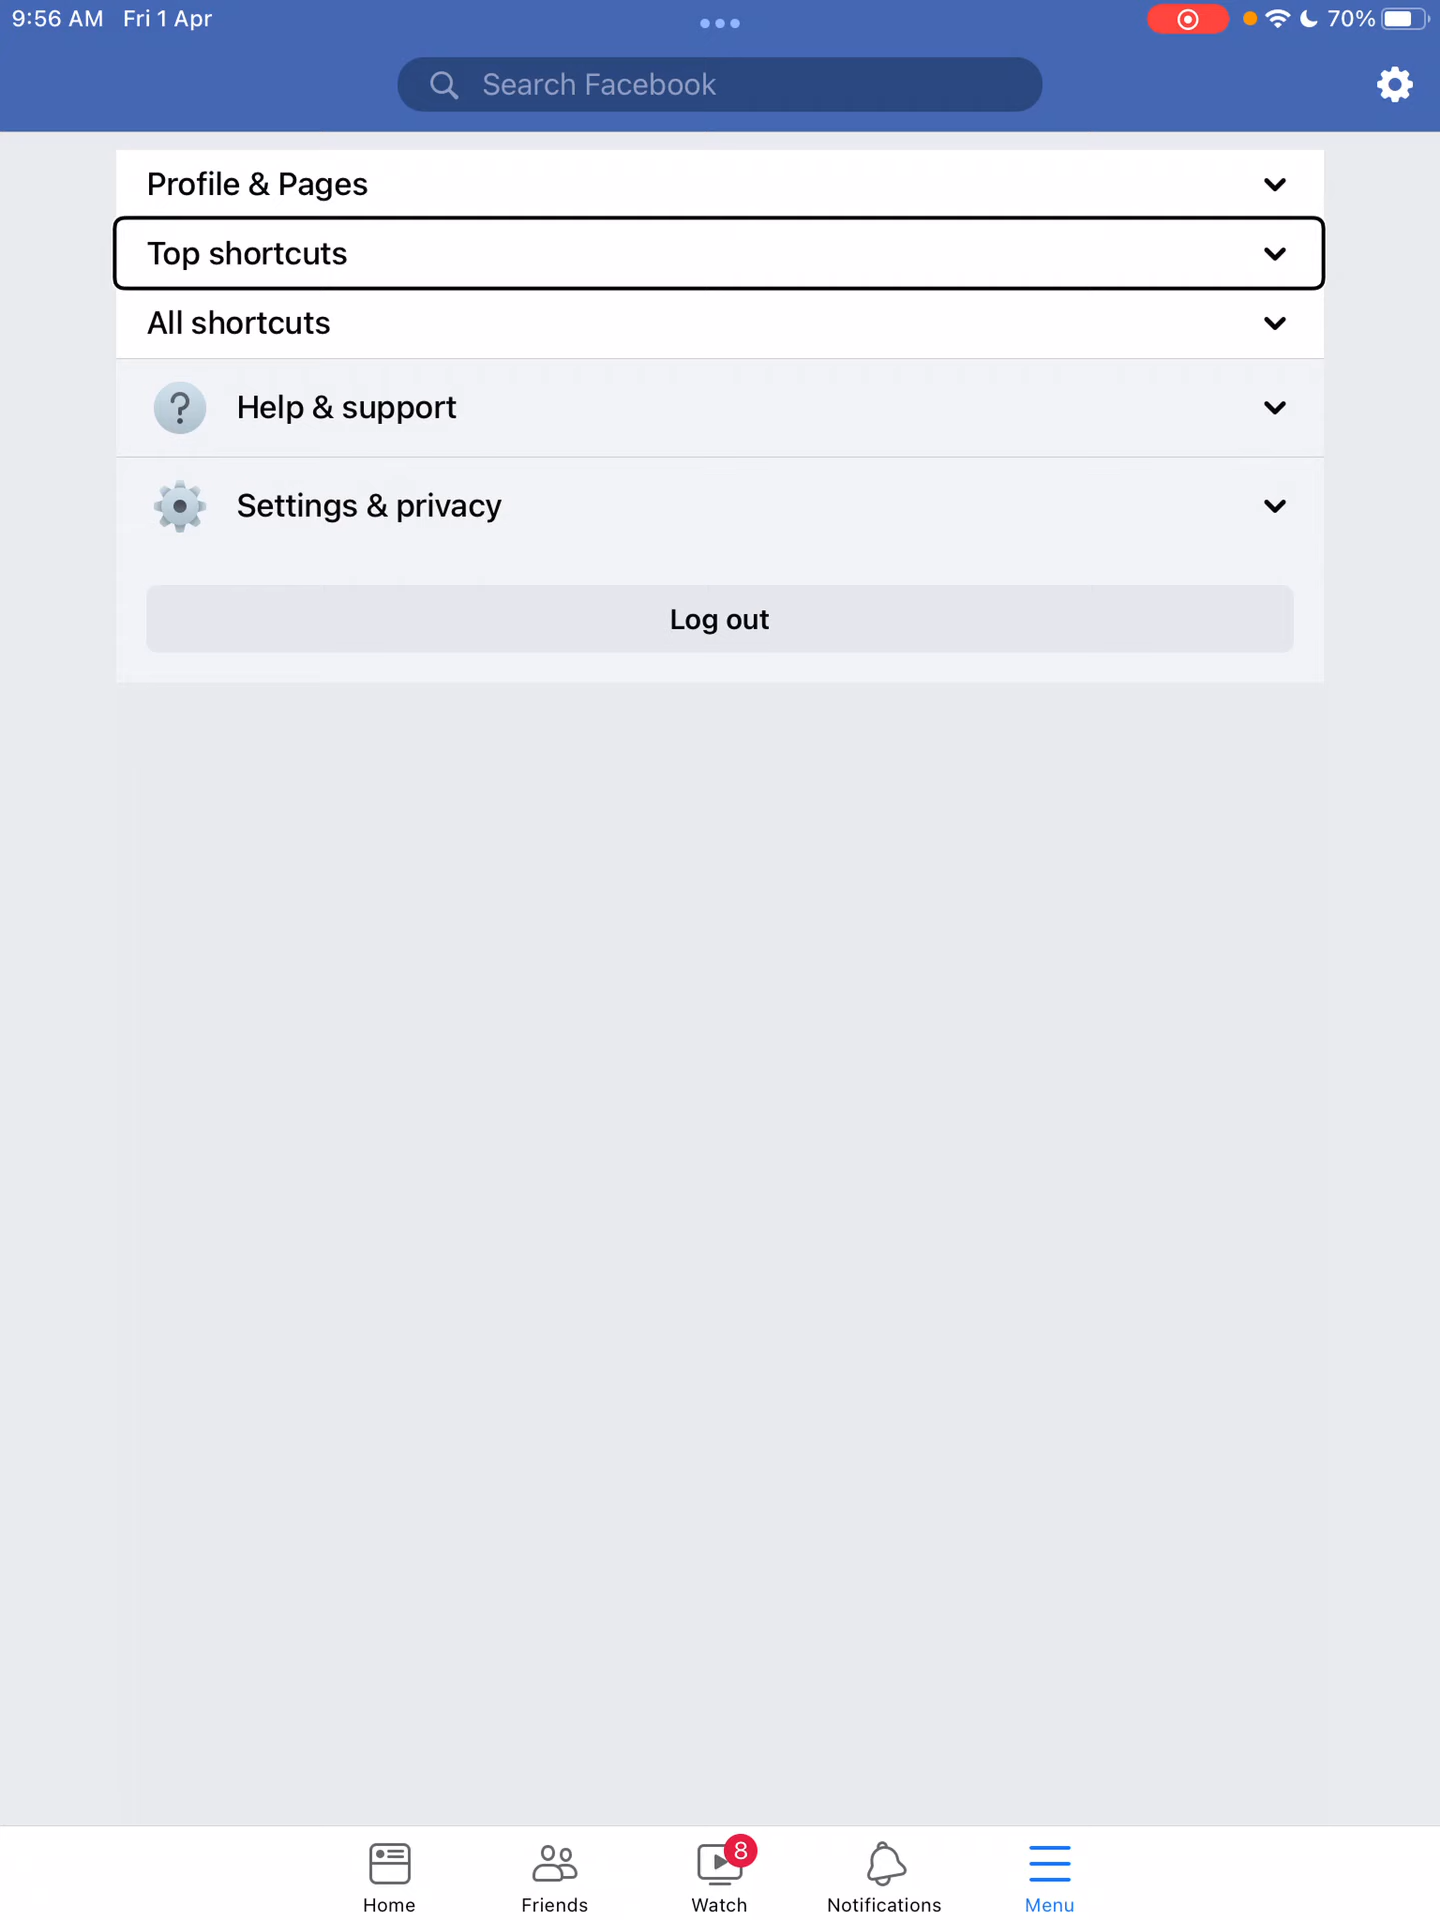 9:56 AM Fri 1 Apr
70%
Search Facebook
Profile & Pages
Top shortcuts
All shortcuts
Help & support
Settings & privacy
Log out
8
Home Friends Watch Notifications Menu